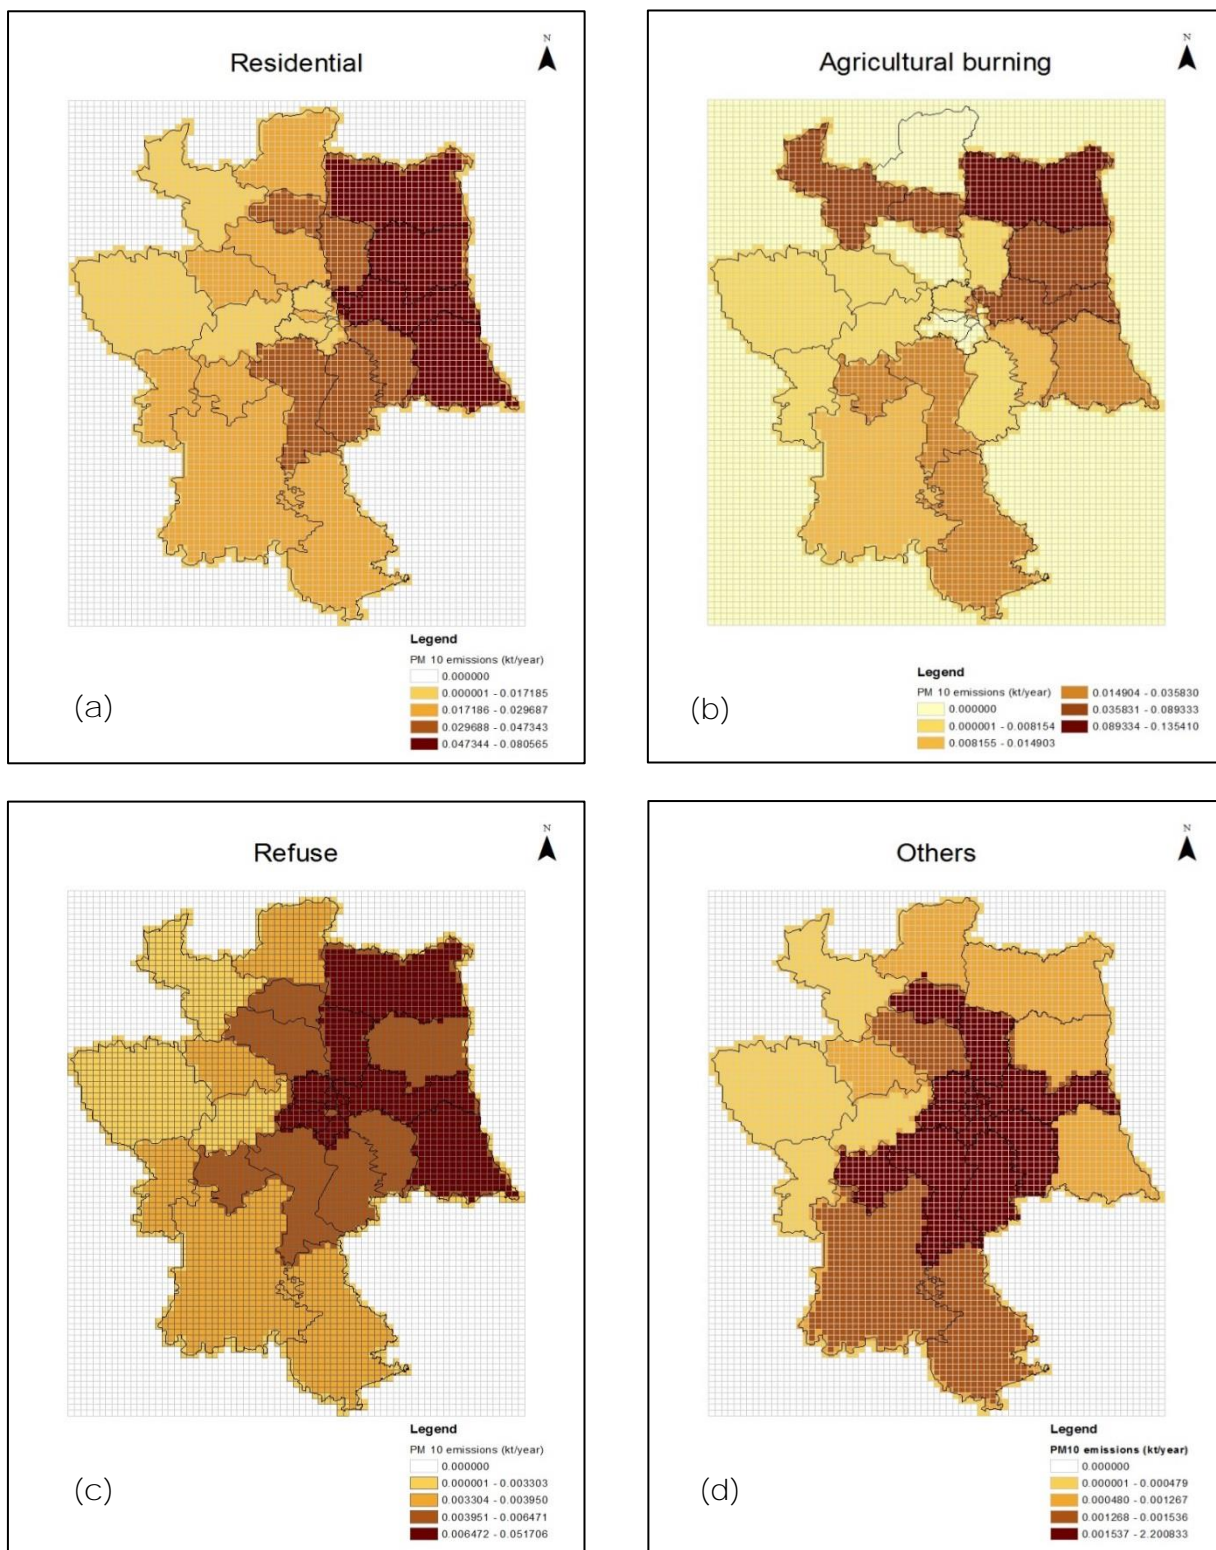 N
Residential
Legend
PM 10 emissions (kt/year)
0.000000
0.000001 - 0.017185
0.017186 - 0.029687
0.029688 - 0.047343
0.047344 - 0.080565
(a)
N
Agricultural burning
Legend
PM 10 emissions (kt/year)
0.000000
0.000001 - 0.008154
0.008155 - 0.014903
0.014904 - 0.035830
0.035831 - 0.089333
0.089334 - 0.135410
(b)
N
Refuse
Legend
PM 10 emissions (kt/year)
0.000000
0.000001 - 0.003303
0.003304 - 0.003950
0.003951 - 0.006471
0.006472 - 0.051706
(c)
N
Others
Legend
PM10 emissions (kt/year)
0.000000
0.000001 - 0.000479
0.000480 - 0.001267
0.001268 - 0.001536
0.001537 - 2.200833
(d)